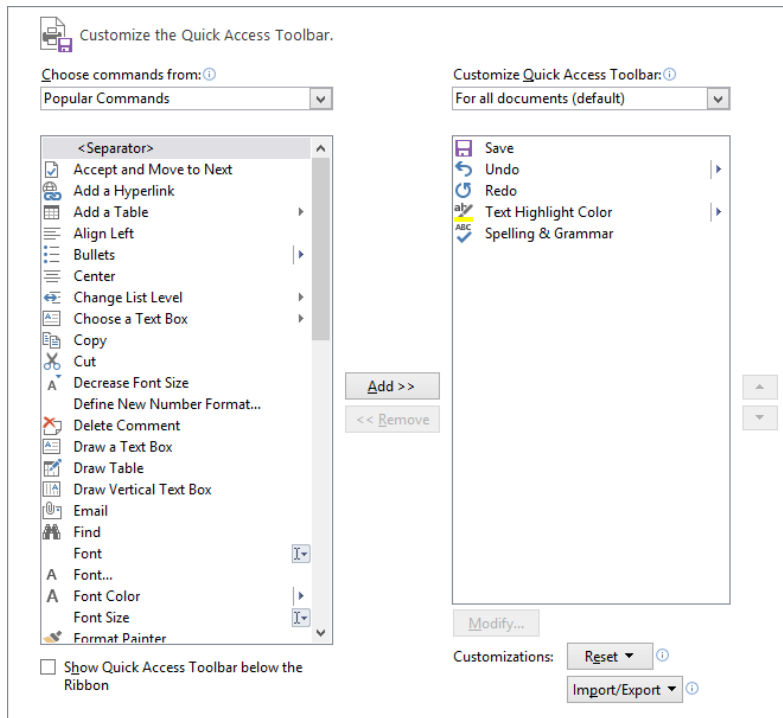 Customize the Quick Access Toolbar.
Choose commands from:
Popular Commands
<Separator>
Accept and Move to Next
Add a Hyperlink
Add a Table
Align Left
Bullets
Center
Change List Level
Choose a Text Box
Copy
Cut
Decrease Font Size
Define New Number Format...
Delete Comment
Draw a Text Box
Draw Table
Draw Vertical Text Box
Email
Find
Font
Font...
Font Color
Font Size
Format Painter
Show Quick Access Toolbar below the
Ribbon
Add >>
<< Remove
Customize Quick Access Toolbar:
For all documents (default)
Save
Undo
Redo
Text Highlight Color
Spelling & Grammar
Modify...
Customizations:
Reset
Import/Export